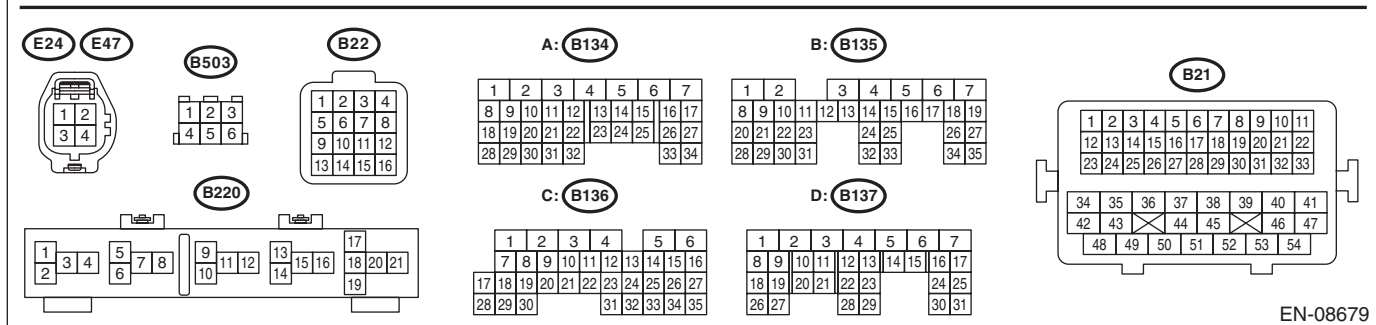 E24 E47
1 2
3 4
B503
1 2 3
4 5 6
B22
1 2 3 4
5 6 7 8
9 10 11 12
13 14 15 16
B220
1
2
3 4
5
6
7 8
9
10
11 12
13
14
15 16
17
18 20 21
19
A: B134
1 2 3 4 5 6 7
8 9 10 11 12 13 14 15 16 17
18 19 20 21 22 23 24 25 26 27
28 29 30 31 32 33 34
B: B135
1 2 3 4 5 6 7
8 9 10 11 12 13 14 15 16 17 18 19
20 21 22 23 24 25 26 27
28 29 30 31 32 33 34 35
C: B136
1 2 3 4 5 6
7 8 9 10 11 12 13 14 15 16
17 18 19 20 21 22 23 24 25 26 27
28 29 30 31 32 33 34 35
D: B137
1 2 3 4 5 6 7
8 9 10 11 12 13 14 15 16 17
18 19 20 21 22 23 24 25
26 27 28 29 30 31
B21
1 2 3 4 5 6 7 8 9 10 11
12 13 14 15 16 17 18 19 20 21 22
23 24 25 26 27 28 29 30 31 32 33
34 35 36 37 38 39 40 41
42 43 44 45 46 47
48 49 50 51 52 53 54
EN-08679